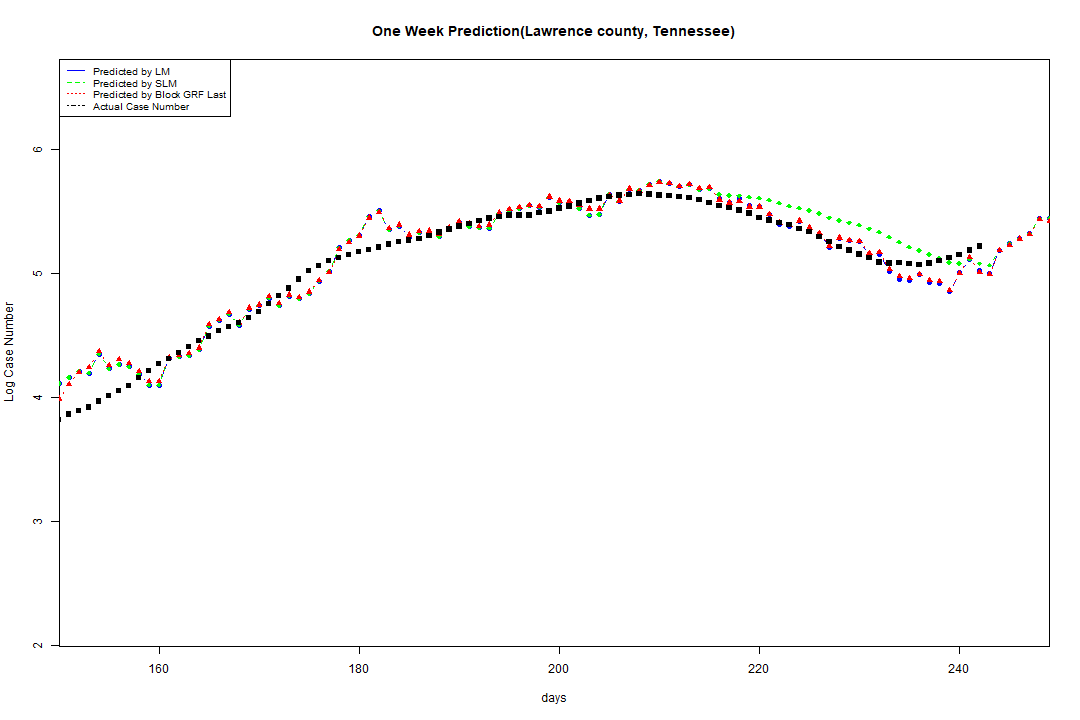 One Week Prediction(Lawrence county, Tennessee)
Predicted by LM
Predicted by SLM
Predicted by Block GRF Last
Actual Case Number
6
5
4
3
2
Log Case Number
160 180 200 220 240
days